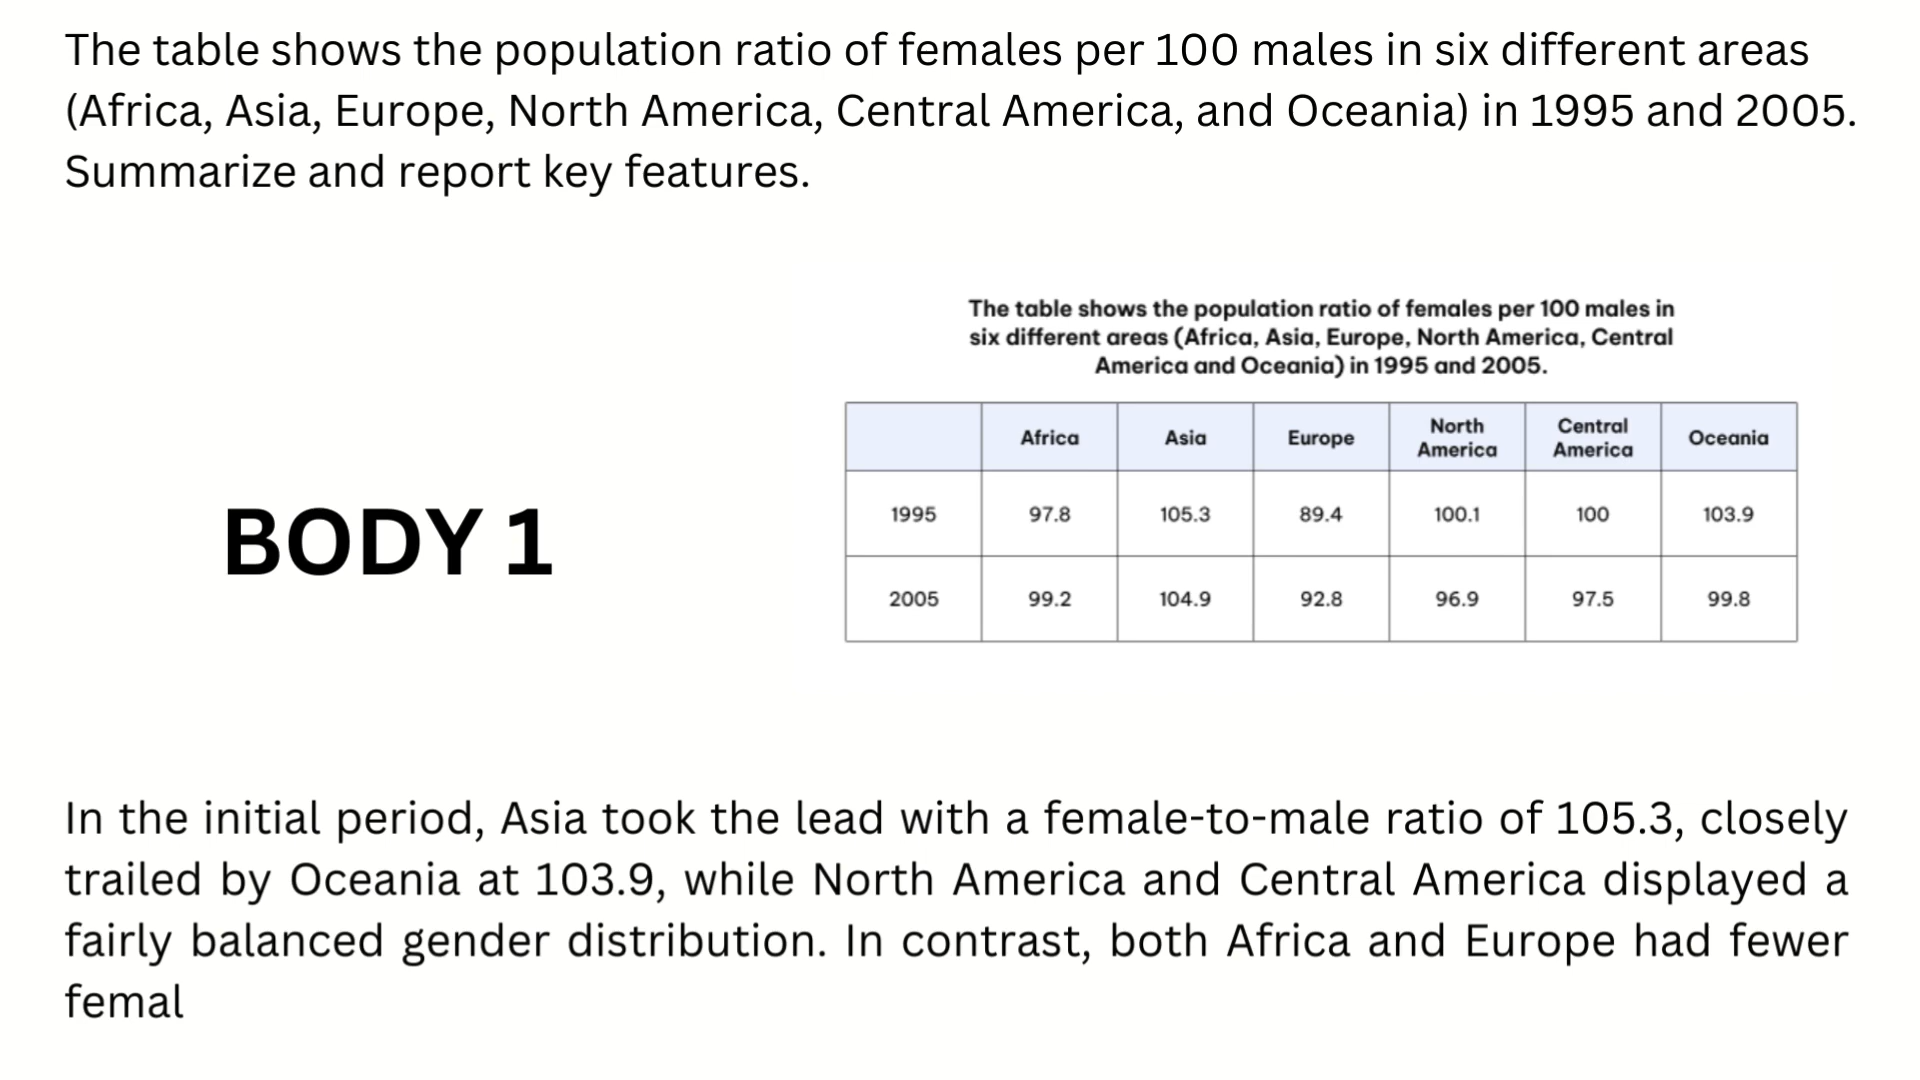 The table shows the population ratio of females per 100 males in six different areas
(Africa, Asia, Europe, North America, Central America, and Oceania) in 1995 and 2005.
Summarize and report key features.
The table shows the population ratio of females per 100 males in
six different areas (Africa, Asia, Europe, North America, Central
America and Oceania) in 1995 and 2005.
Africa Asia Europe North America Central America Oceania
1995 97.8 105.3 89.4 100.1 100 103.9
2005 99.2 104.9 92.8 96.9 97.5 99.8
BODY 1
In the initial period, Asia took the lead with a female-to-male ratio of 105.3, closely
trailed by Oceania at 103.9, while North America and Central America displayed a
fairly balanced gender distribution. In contrast, both Africa and Europe had fewer
femal